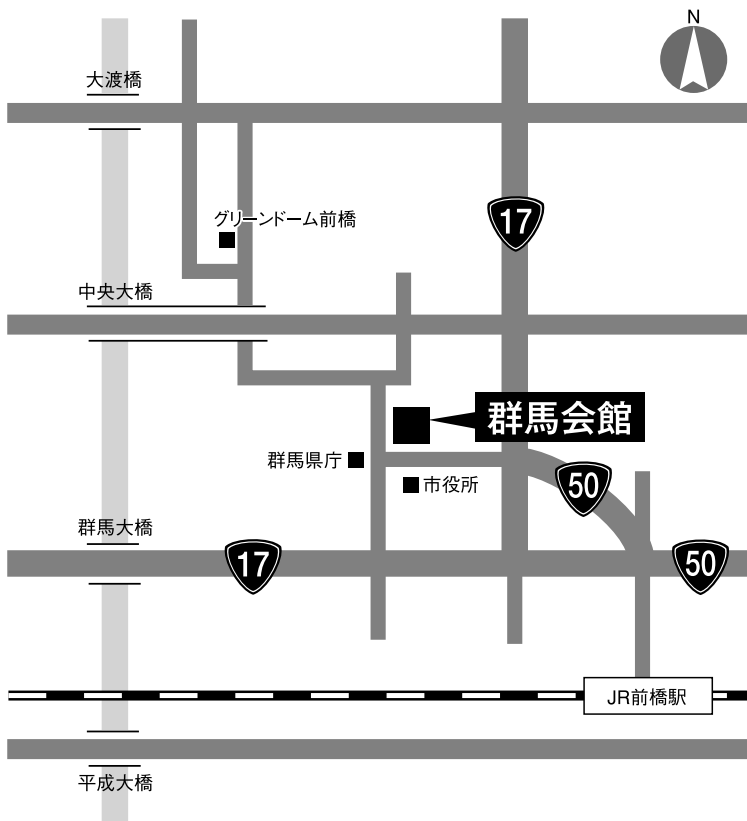 N
大渡橋
17
グリーンドーム前橋
中央大橋
群馬会館
群馬県庁
市役所
50
群馬大橋
17
50
JR前橋駅
平成大橋